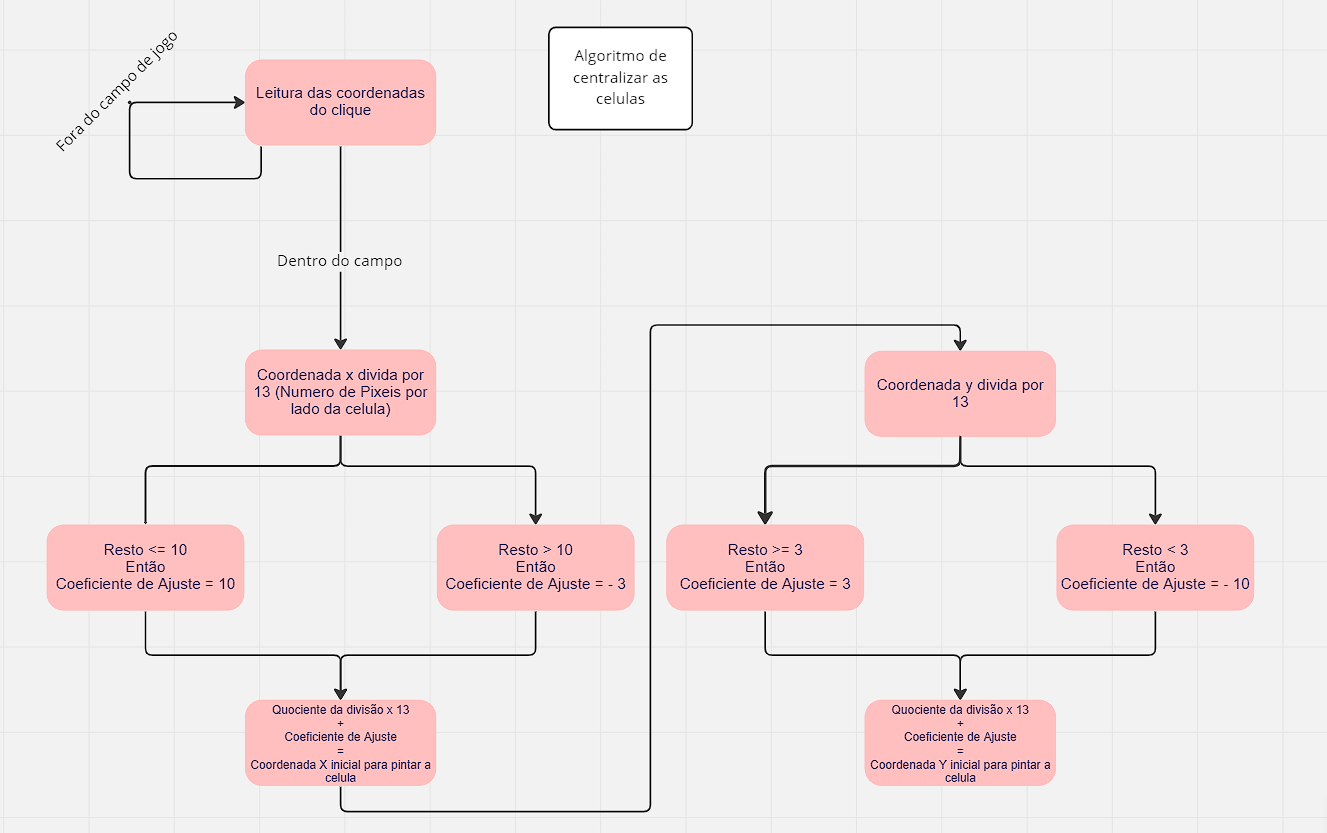 Fora do campo de jogo
Leitura das coordenadas
do clique
Algoritmo de
centralizar as
celulas
Dentro do campo
Coordenada x divida por
13 (Numero de Pixeis por
lado da celula)
Coordenada y divida por
13
Resto <= 10
Então
Coeficiente de Ajuste = 10
Resto > 10
Então
Coeficiente de Ajuste = - 3
Resto >= 3
Então
Coeficiente de Ajuste = 3
Resto < 3
Então
Coeficiente de Ajuste = - 10
Quociente da divisão x 13
+
Coeficiente de Ajuste
=
Coordenada X inicial para pintar a
celula
Quociente da divisão x 13
+
Coeficiente de Ajuste
=
Coordenada Y inicial para pintar a
celula